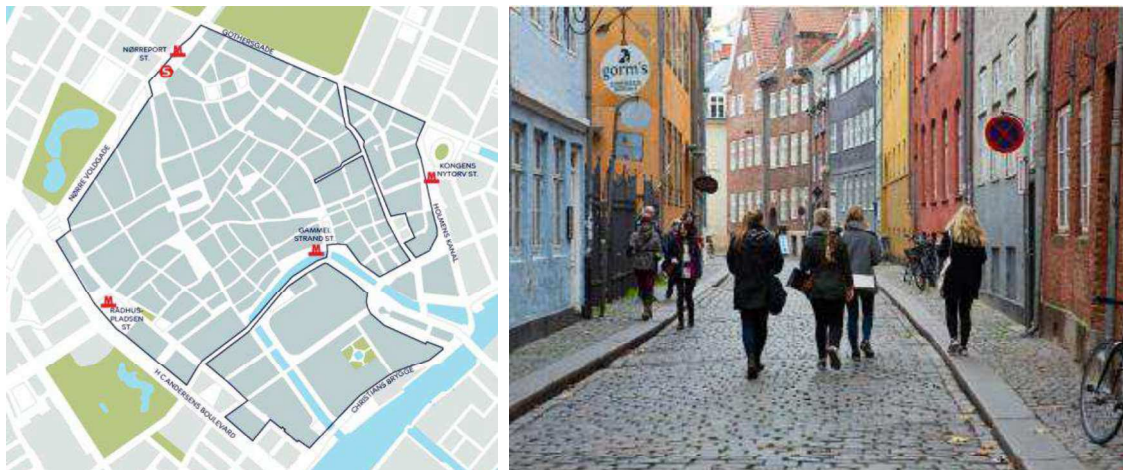 GOTHERSGADE
NØRREPORT
ST.
M
S
NØRRE VOLDGADE
KONGENS
NYTORV ST.
M
HOLMENS KANAL
GAMMEL
STRAND ST.
M
M
RÅDHUS-
PLADSEN
ST.
H C ANDERSENS BOULEVARD
CHRISTIANS BRYGGE
gorm's